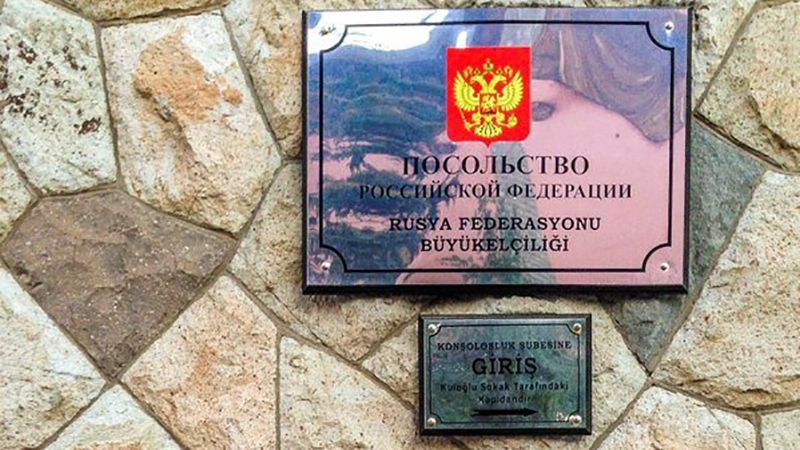 ПОСОЛЬСТВО
РОССИЙСКОЙ ФЕДЕРАЦИИ
RUSYA FEDERASYONU
BÜYÜKELÇİLİĞİ
KONSOLOSLUK ŞUBESİNE
GİRİŞ
Kuloğlu Sokak Tarafındaki
Kapıdandır